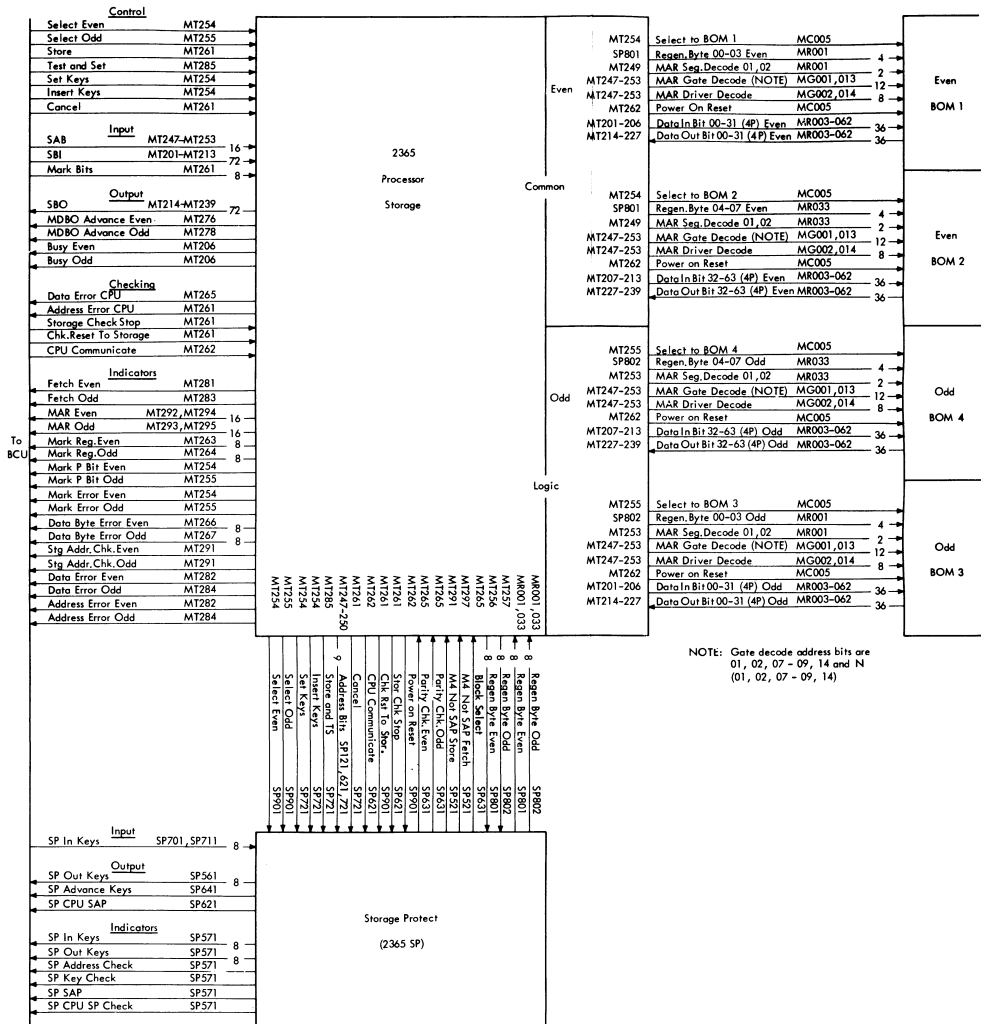 Control
Select Even MT254
Select Odd MT255
Store MT261
Test and Set MT285
Set Keys MT254
Insert Keys MT254
Cancel MT261
Input
SAB MT247-MT253 16
SBI MT201-MT213 72
Mark Bits MT261 8
Output
SBO MT214-MT239 72
MDBO Advance Even MT276
MDBO Advance Odd MT278
Busy Even MT206
Busy Odd MT206
Checking
Data Error CPU MT265
Address Error CPU MT261
Storage Check Stop MT261
Chk.Reset To Storage MT261
CPU Communicate MT262
Indicators
Fetch Even MT281
Fetch Odd MT283
MAR Even MT292,MT294 16
MAR Odd MT293,MT295 16
Mark Reg.Even MT263 8
Mark Reg.Odd MT264 8
Mark P Bit Even MT254
Mark P Bit Odd MT255
Mark Error Even MT254
Mark Error Odd MT255
Data Byte Error Even MT266 8
Data Byte Error Odd MT267 8
Stg Addr.Chk.Even MT291
Stg Addr.Chk.Odd MT291
Data Error Even MT282
Data Error Odd MT284
Address Error Even MT282
Address Error Odd MT284
To
BCU
2365
Processor
Storage
Even
Common
Odd
Logic
MT254 Select to BOM 1 MC005
SP801 Regen.Byte 00-03 Even MR001 4
MT249 MAR Seg.Decode 01,02 MR001 2
MT247-253 MAR Gate Decode (NOTE) MG001,013 12
MT247-253 MAR Driver Decode MG002,014 8
MT262 Power On Reset MC005
MT201-206 Data In Bit 00-31 (4P) Even MR003-062 36
MT214-227 Data Out Bit 00-31 (4P) Even MR003-062 36
Even
BOM 1
MT254 Select to BOM 2 MC005
SP801 Regen.Byte 04-07 Even MR033 4
MT249 MAR Seg.Decode 01,02 MR033 2
MT247-253 MAR Gate Decode (NOTE) MG001,013 12
MT247-253 MAR Driver Decode MG002,014 8
MT262 Power on Reset MC005
MT207-213 Data In Bit 32-63 (4P) Even MR003-062 36
MT227-239 Data Out Bit 32-63 (4P) Even MR003-062 36
Even
BOM 2
MT255 Select to BOM 4 MC005
SP802 Regen.Byte 04-07 Odd MR033 4
MT253 MAR Seg.Decode 01,02 MR033 2
MT247-253 MAR Gate Decode (NOTE) MG001,013 12
MT247-253 MAR Driver Decode MG002,014 8
MT262 Power on Reset MC005
MT207-213 Data In Bit 32-63 (4P) Odd MR003-062 36
MT227-239 Data Out Bit 32-63 (4P) Odd MR003-062 36
Odd
BOM 4
MT255 Select to BOM 3 MC005
SP802 Regen.Byte 00-03 Odd MR001 4
MT253 MAR Seg.Decode 01,02 MR001 2
MT247-253 MAR Gate Decode (NOTE) MG001,013 12
MT247-253 MAR Driver Decode MG002,014 8
MT262 Power on Reset MC005
MT201-206 Data In Bit 00-31 (4P) Odd MR003-062 36
MT214-227 Data Out Bit 00-31 (4P) Odd MR003-062 36
Odd
BOM 3
NOTE: Gate decode address bits are
01, 02, 07 - 09, 14 and N
(01, 02, 07 - 09, 14)
MT254 Select Even SP901
MT255 Select Odd SP901
MT254 Set Keys SP721
MT254 Insert Keys SP721
MT285 Store and TS SP721
MT247-250 9 Address Bits SP121,621,721
MT261 Cancel SP721
MT262 CPU Communicate SP621
MT261 Chk Rst To Stor. SP901
MT261 Stor Chk Stop SP621
MT262 Power on Reset SP901
MT265 Parity Chk.Even SP631
MT265 Parity Chk.Odd SP631
MT291 M4 Not SAP Store SP521
MT297 M4 Not SAP Fetch SP521
MT265 Block Select SP631
MT256 8 Regen Byte Even SP801
MT257 8 Regen Byte Odd SP802
MR001,033 8 Regen Byte Even SP801
MR001,033 8 Regen Byte Odd SP802
Input
SP In Keys SP701,SP711 8
Output
SP Out Keys SP561 8
SP Advance Keys SP641
SP CPU SAP SP621
Indicators
SP In Keys SP571 8
SP Out Keys SP571 8
SP Address Check SP571
SP Key Check SP571
SP SAP SP571
SP CPU SP Check SP571
Storage Protect
(2365 SP)